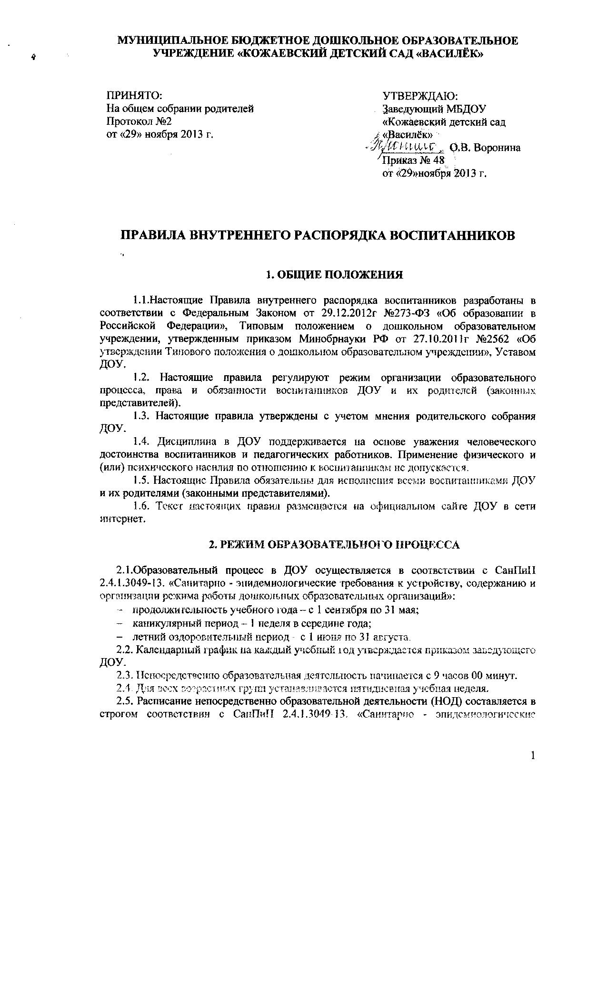 МУНИЦИПАЛЬНОЕ БЮДЖЕТНОЕ ДОШКОЛЬНОЕ ОБРАЗОВАТЕЛЬНОЕ
УЧРЕЖДЕНИЕ «КОЖАЕВСКИЙ ДЕТСКИЙ САД «ВАСИЛЁК»
ПРИНЯТО:
На общем собрании родителей
Протокол №2
от «29» ноября 2013 г.
УТВЕРЖДАЮ:
Заведующий МБДОУ
«Кожаевский детский сад
«Василёк»
О.В. Воронина
Приказ № 48
от «29»ноября 2013 г.
ПРАВИЛА ВНУТРЕННЕГО РАСПОРЯДКА ВОСПИТАННИКОВ
1. ОБЩИЕ ПОЛОЖЕНИЯ
1.1.Настоящие Правила внутреннего распорядка воспитанников разработаны в
соответствии с Федеральным Законом от 29.12.2012г №273-ФЗ «Об образовании в
Российской Федерации», Типовым положением о дошкольном образовательном
учреждении, утвержденным приказом Минобрнауки РФ от 27.10.2011г №2562 «Об
утверждении Типового положения о дошкольном образовательном учреждении», Уставом
ДОУ.
1.2. Настоящие правила регулируют режим организации образовательного
процесса, права и обязанности воспитанников ДОУ и их родителей (законных
представителей).
1.3. Настоящие правила утверждены с учетом мнения родительского собрания
ДОУ.
1.4. Дисциплина в ДОУ поддерживается на основе уважения человеческого
достоинства воспитанников и педагогических работников. Применение физического и
(или) психического насилия по отношению к воспитанникам не допускается.
1.5. Настоящие Правила обязательны для исполнения всеми воспитанниками ДОУ
и их родителями (законными представителями).
1.6. Текст настоящих правил размещается на официальном сайте ДОУ в сети
интернет.
2. РЕЖИМ ОБРАЗОВАТЕЛЬНОГО ПРОЦЕССА
2.1.Образовательный процесс в ДОУ осуществляется в соответствии с СанПиН
2.4.1.3049-13. «Санитарно - эпидемиологические требования к устройству, содержанию и
организации режима работы дошкольных образовательных организаций»:
– продолжительность учебного года – с 1 сентября по 31 мая;
– каникулярный период – 1 неделя в середине года;
– летний оздоровительный период - с 1 июня по 31 августа.
2.2. Календарный график на каждый учебный год утверждается приказом заведующего
ДОУ.
2.3. Непосредственно образовательная деятельность начинается с 9 часов 00 минут.
2.4. Для всех возрастных групп устанавливается пятидневная учебная неделя.
2.5. Расписание непосредственно образовательной деятельности (НОД) составляется в
строгом соответствии с СанПиН 2.4.1.3049-13. «Санитарно - эпидемиологические
1